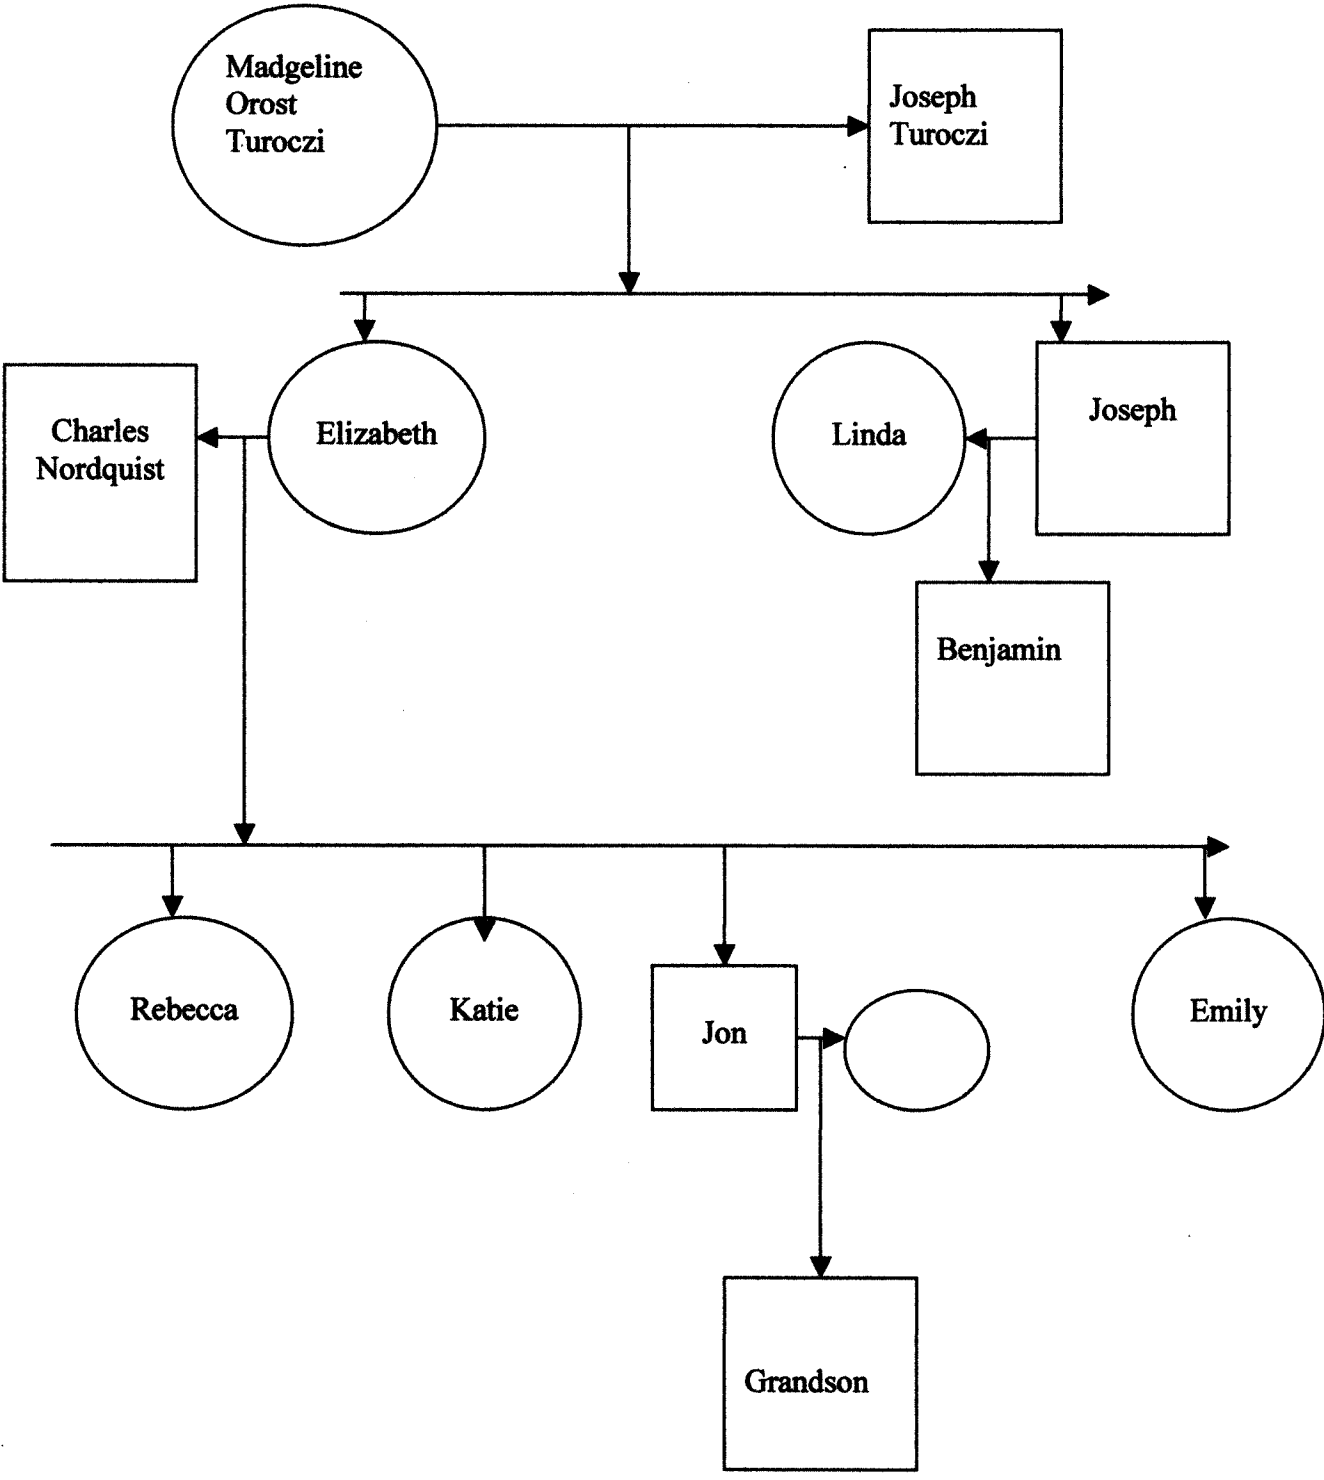 Madgeline
Orost
Turoczi
Joseph
Turoczi
Charles
Nordquist
Elizabeth
Linda
Joseph
Benjamin
Rebecca
Katie
Jon
Emily
Grandson